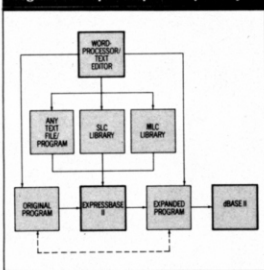 WORD-
PROCESSOR/
TEXT
EDITOR
ANY
TEXT
FILE/
PROGRAM
SLC
LIBRARY
MLC
LIBRARY
ORIGINAL
PROGRAM
EXPRESSBASE
II
EXPANDED
PROGRAM
dBASE II